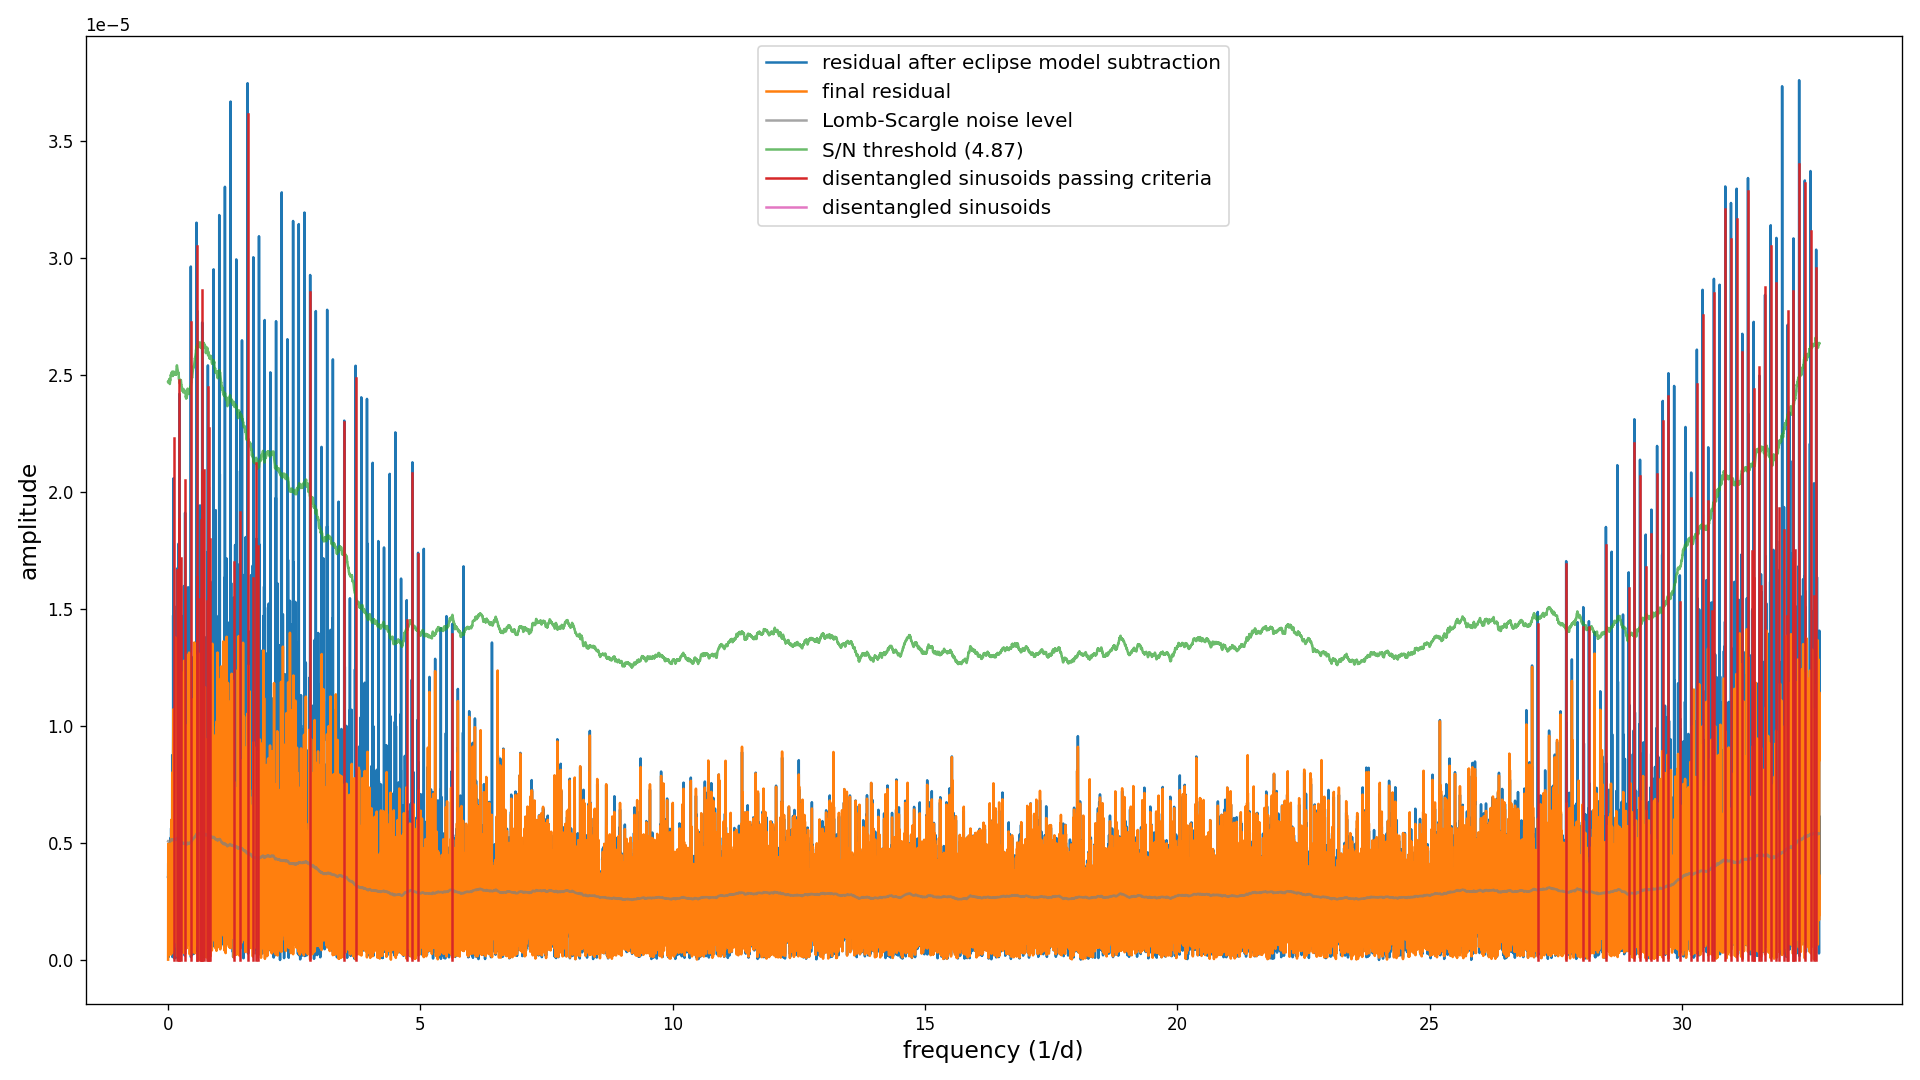 1e−5
residual after eclipse model subtraction
final residual
Lomb-Scargle noise level
S/N threshold (4.87)
disentangled sinusoids passing criteria
disentangled sinusoids
3.5
3.0
2.5
2.0
1.5
1.0
0.5
0.0
amplitude
0 5 10 15 20 25 30
frequency (1/d)